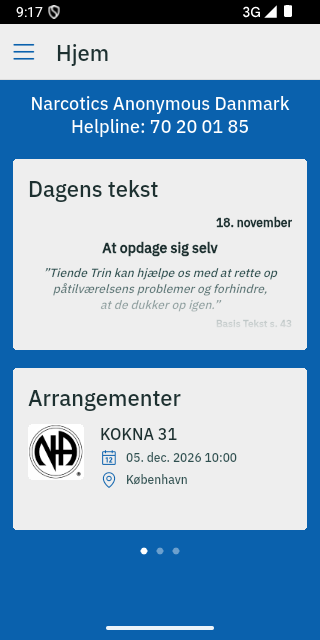 9:17
3G
Hjem
Narcotics Anonymous Danmark
Helpline: 70 20 01 85
Dagens tekst
18. november
At opdage sig selv
”Tiende Trin kan hjælpe os med at rette op
påtilværelsens problemer og forhindre,
at de dukker op igen.”
Basis Tekst s. 43
Arrangementer
NA
KOKNA 31
12
05. dec. 2026 10:00
København